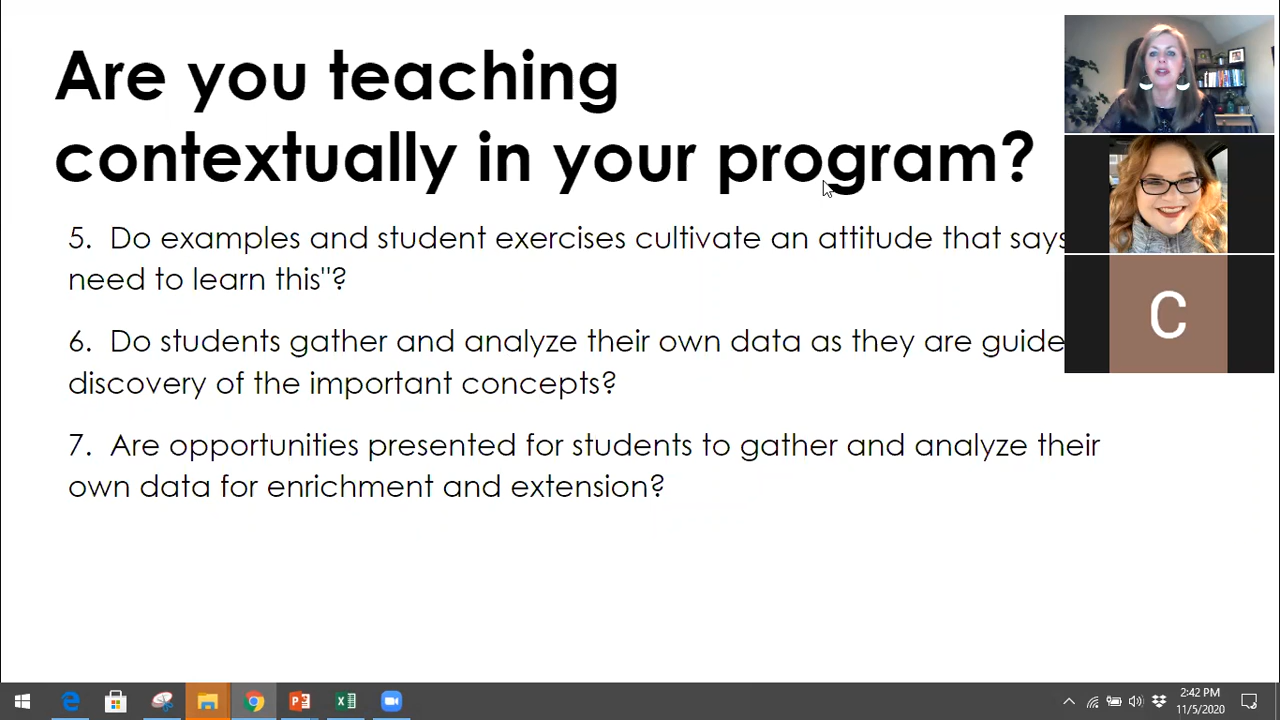 Are you teaching
contextually in your program?
5. Do examples and student exercises cultivate an attitude that says
need to learn this"?
6. Do students gather and analyze their own data as they are guide
discovery of the important concepts?
7. Are opportunities presented for students to gather and analyze their
own data for enrichment and extension?
C
2:42 PM
11/5/2020